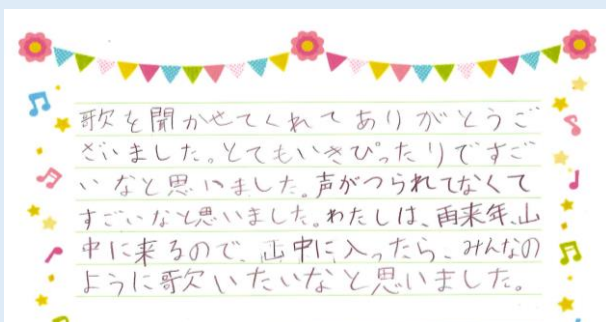 歌を聞かせてくれてありがとうご
ざいました。とてもいきぴったりですご
いなと思いました。声がつられてなくて
すごいなと思いました。わたしは、再来年、山
中に来るので、山中に入ったら、みんなの
ように歌いたいなと思いました。